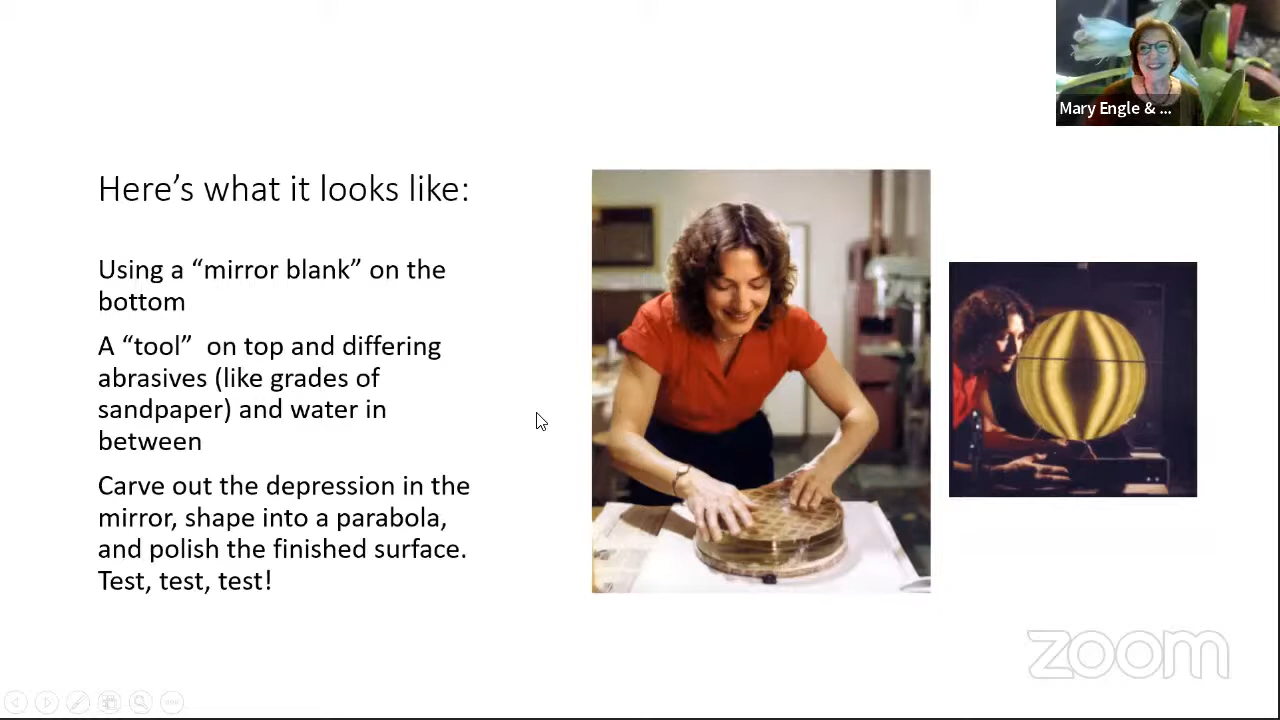 Mary Engle & ...
Here’s what it looks like:
Using a “mirror blank” on the
bottom
A “tool”  on top and differing
abrasives (like grades of
sandpaper) and water in
between
Carve out the depression in the
mirror, shape into a parabola,
and polish the finished surface.
Test, test, test!
zoom